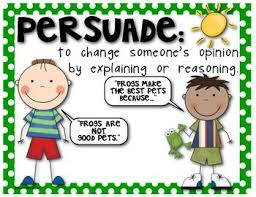 PERSUADE:
to change someone's opinion
by explaining or reasoning.
"FROGS MAKE
THE BEST PETS
BECAUSE..."
"FROGS ARE
NOT
GOOD PETS."